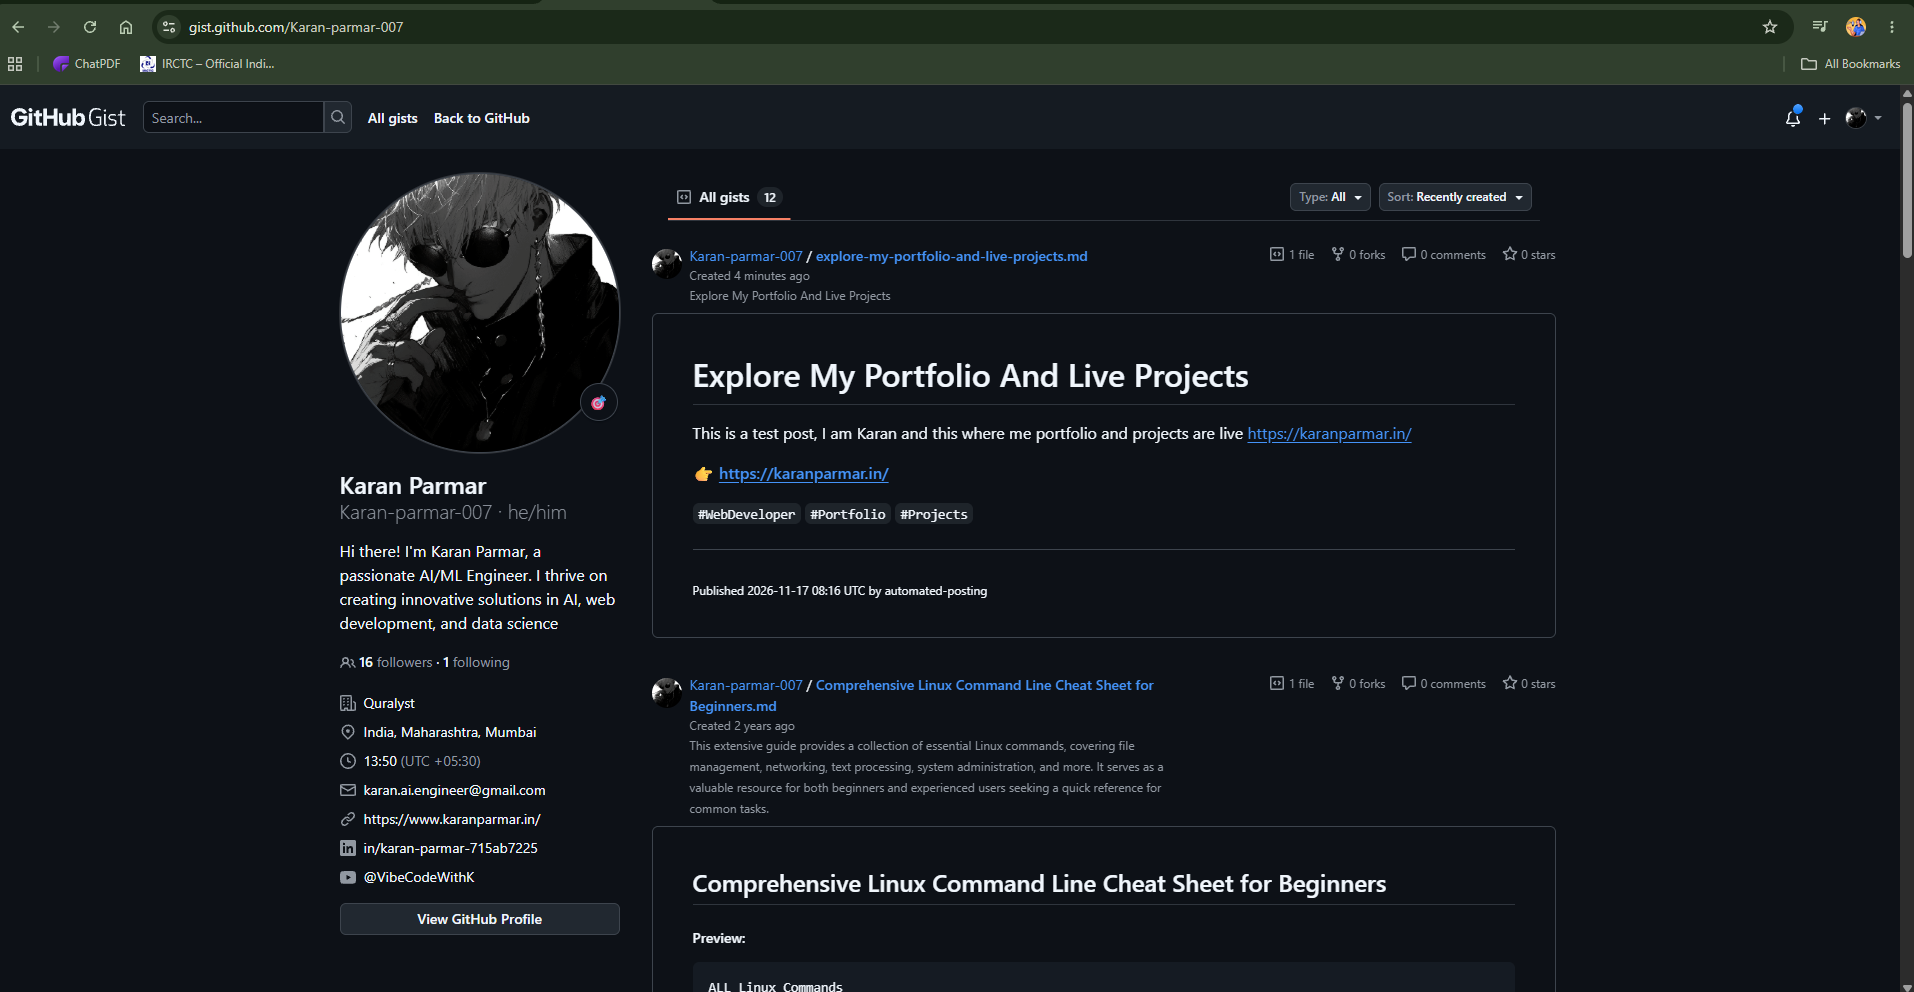 gist.github.com/Karan-parmar-007
ChatPDF
IRCTC – Official Indi...
All Bookmarks
GitHub Gist
Search...
All gists
Back to GitHub
Karan Parmar
Karan-parmar-007 · he/him
Hi there! I'm Karan Parmar, a
passionate AI/ML Engineer. I thrive on
creating innovative solutions in AI, web
development, and data science
16 followers · 1 following
Quralyst
India, Maharashtra, Mumbai
13:50 (UTC +05:30)
karan.ai.engineer@gmail.com
https://www.karanparmar.in/
in/karan-parmar-715ab7225
@VibeCodeWithK
View GitHub Profile
All gists 12
Type: All
Sort: Recently created
Karan-parmar-007 / explore-my-portfolio-and-live-projects.md
1 file 0 forks 0 comments 0 stars
Created 4 minutes ago
Explore My Portfolio And Live Projects
Explore My Portfolio And Live Projects
This is a test post, I am Karan and this where me portfolio and projects are live https://karanparmar.in/
👉 https://karanparmar.in/
#WebDeveloper #Portfolio #Projects
Published 2026-11-17 08:16 UTC by automated-posting
Karan-parmar-007 / Comprehensive Linux Command Line Cheat Sheet for
Beginners.md
1 file 0 forks 0 comments 0 stars
Created 2 years ago
This extensive guide provides a collection of essential Linux commands, covering file
management, networking, text processing, system administration, and more. It serves as a
valuable resource for both beginners and experienced users seeking a quick reference for
common tasks.
Comprehensive Linux Command Line Cheat Sheet for Beginners
Preview:
ALL Linux Commands